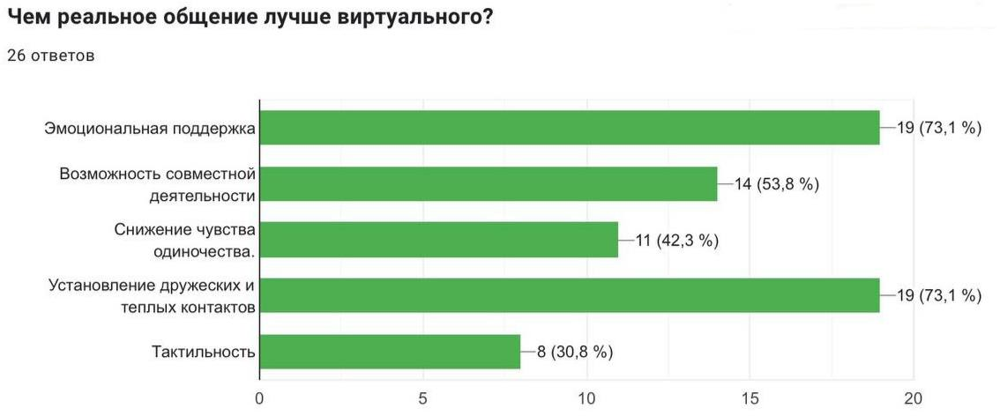 Чем реальное общение лучше виртуального?
26 ответов
Эмоциональная поддержка
19 (73,1 %)
Возможность совместной
деятельности
14 (53,8 %)
Снижение чувства
одиночества.
11 (42,3 %)
Установление дружеских и
теплых контактов
19 (73,1 %)
Тактильность
8 (30,8 %)
0 5 10 15 20